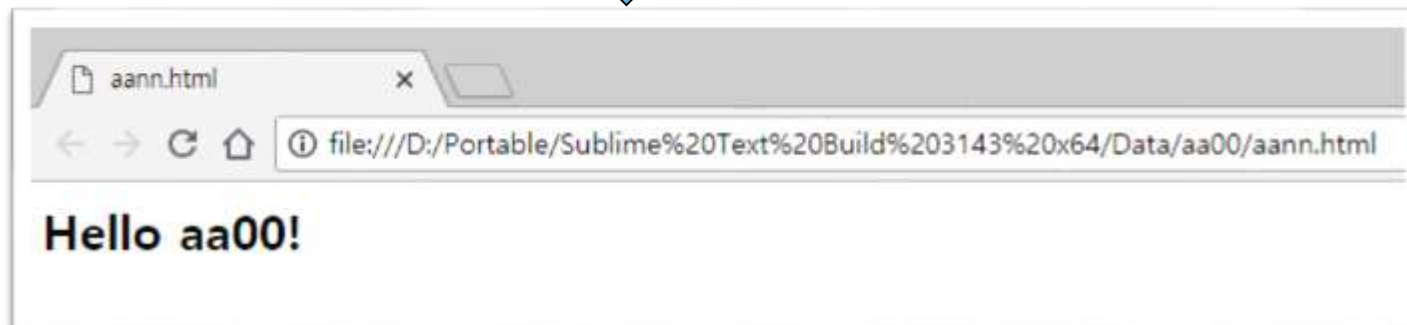 aann.html
file:///D:/Portable/Sublime%20Text%20Build%203143%20x64/Data/aa00/aann.html
Hello aa00!